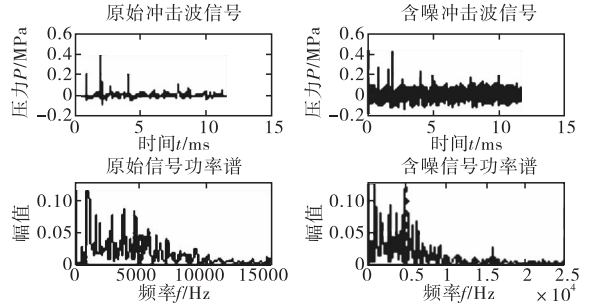 原始冲击波信号
含噪冲击波信号
压力P/MPa
0.6
0.4
0.2
0
−0.2
0
5
10
15
时间t/ms
压力P/MPa
0.6
0.4
0.2
0
−0.2
0
5
10
15
时间t/ms
原始信号功率谱
含噪信号功率谱
幅值
0.10
0.05
0
0
5000
10000
15000
频率f/Hz
幅值
0.10
0.05
0
0
0.5
1.0
1.5
2.0
2.5
频率f/Hz
×10⁴